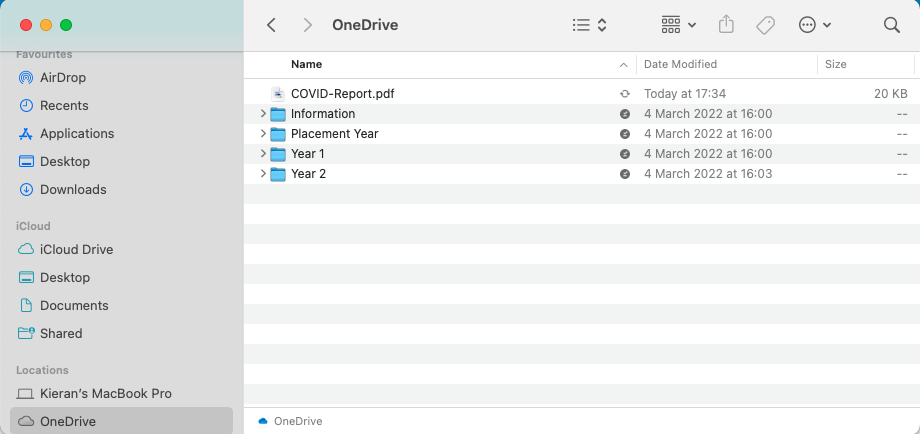 OneDrive
Favourites
AirDrop
Recents
Applications
Desktop
Downloads
iCloud
iCloud Drive
Desktop
Documents
Shared
Locations
Kieran's MacBook Pro
OneDrive
Name Date Modified Size
COVID-Report.pdf Today at 17:34 20 KB
Information 4 March 2022 at 16:00 --
Placement Year 4 March 2022 at 16:00 --
Year 1 4 March 2022 at 16:00 --
Year 2 4 March 2022 at 16:03 --
OneDrive